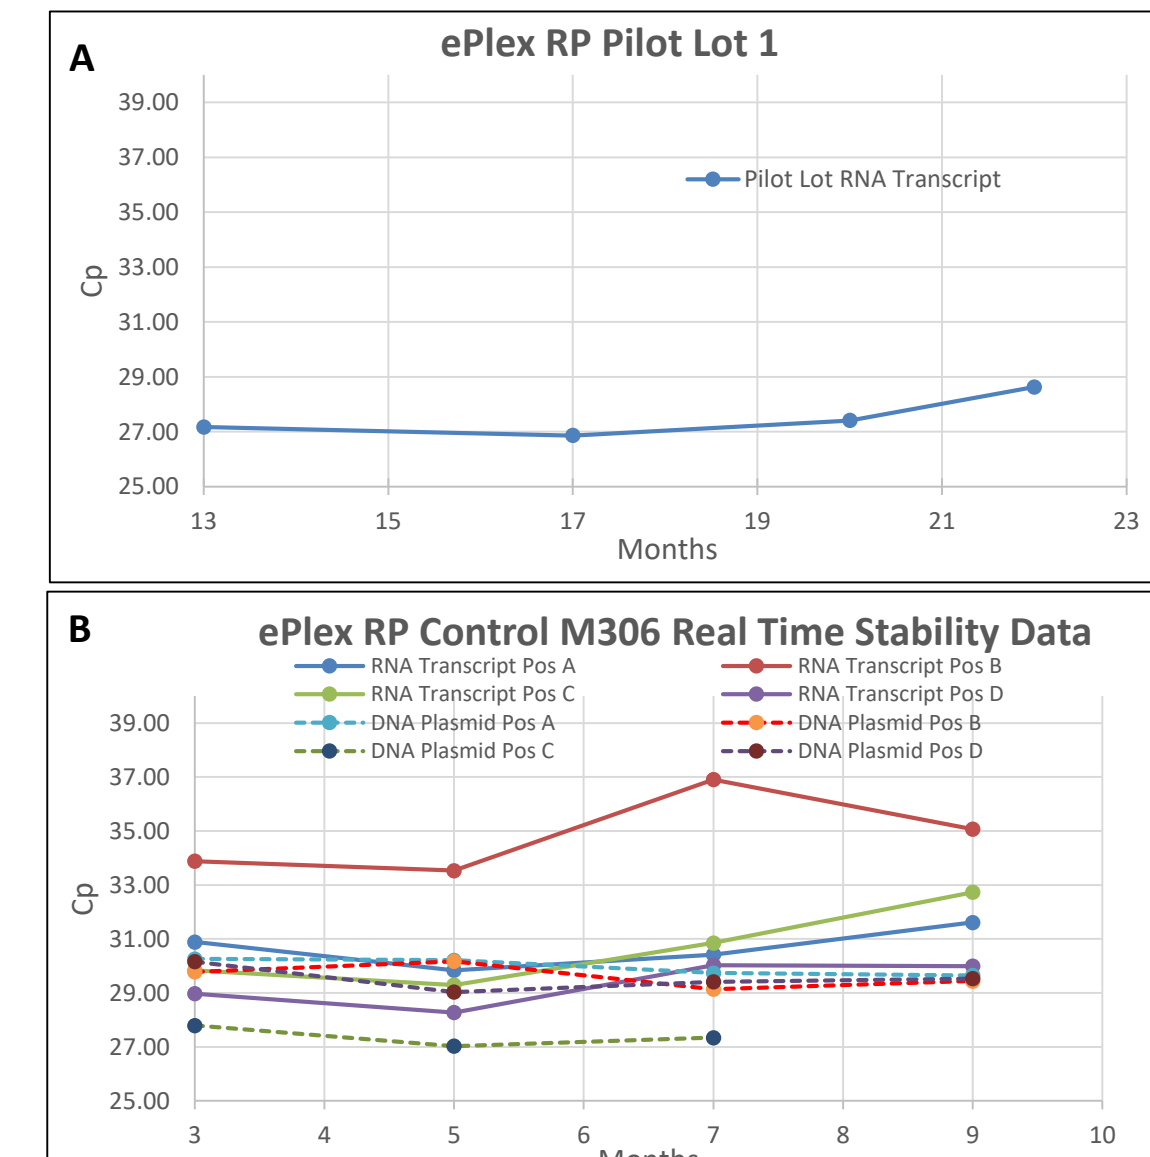 A
ePlex RP Pilot Lot 1
39.00
37.00
Pilot Lot RNA Transcript
35.00
33.00
Cp
31.00
29.00
27.00
25.00
13 15 17 19 21 23
Months
B
ePlex RP Control M306 Real Time Stability Data
RNA Transcript Pos A RNA Transcript Pos B
RNA Transcript Pos C RNA Transcript Pos D
DNA Plasmid Pos A DNA Plasmid Pos B
DNA Plasmid Pos C DNA Plasmid Pos D
39.00
37.00
35.00
33.00
Cp
31.00
29.00
27.00
25.00
3 4 5 6 7 8 9 10
Months